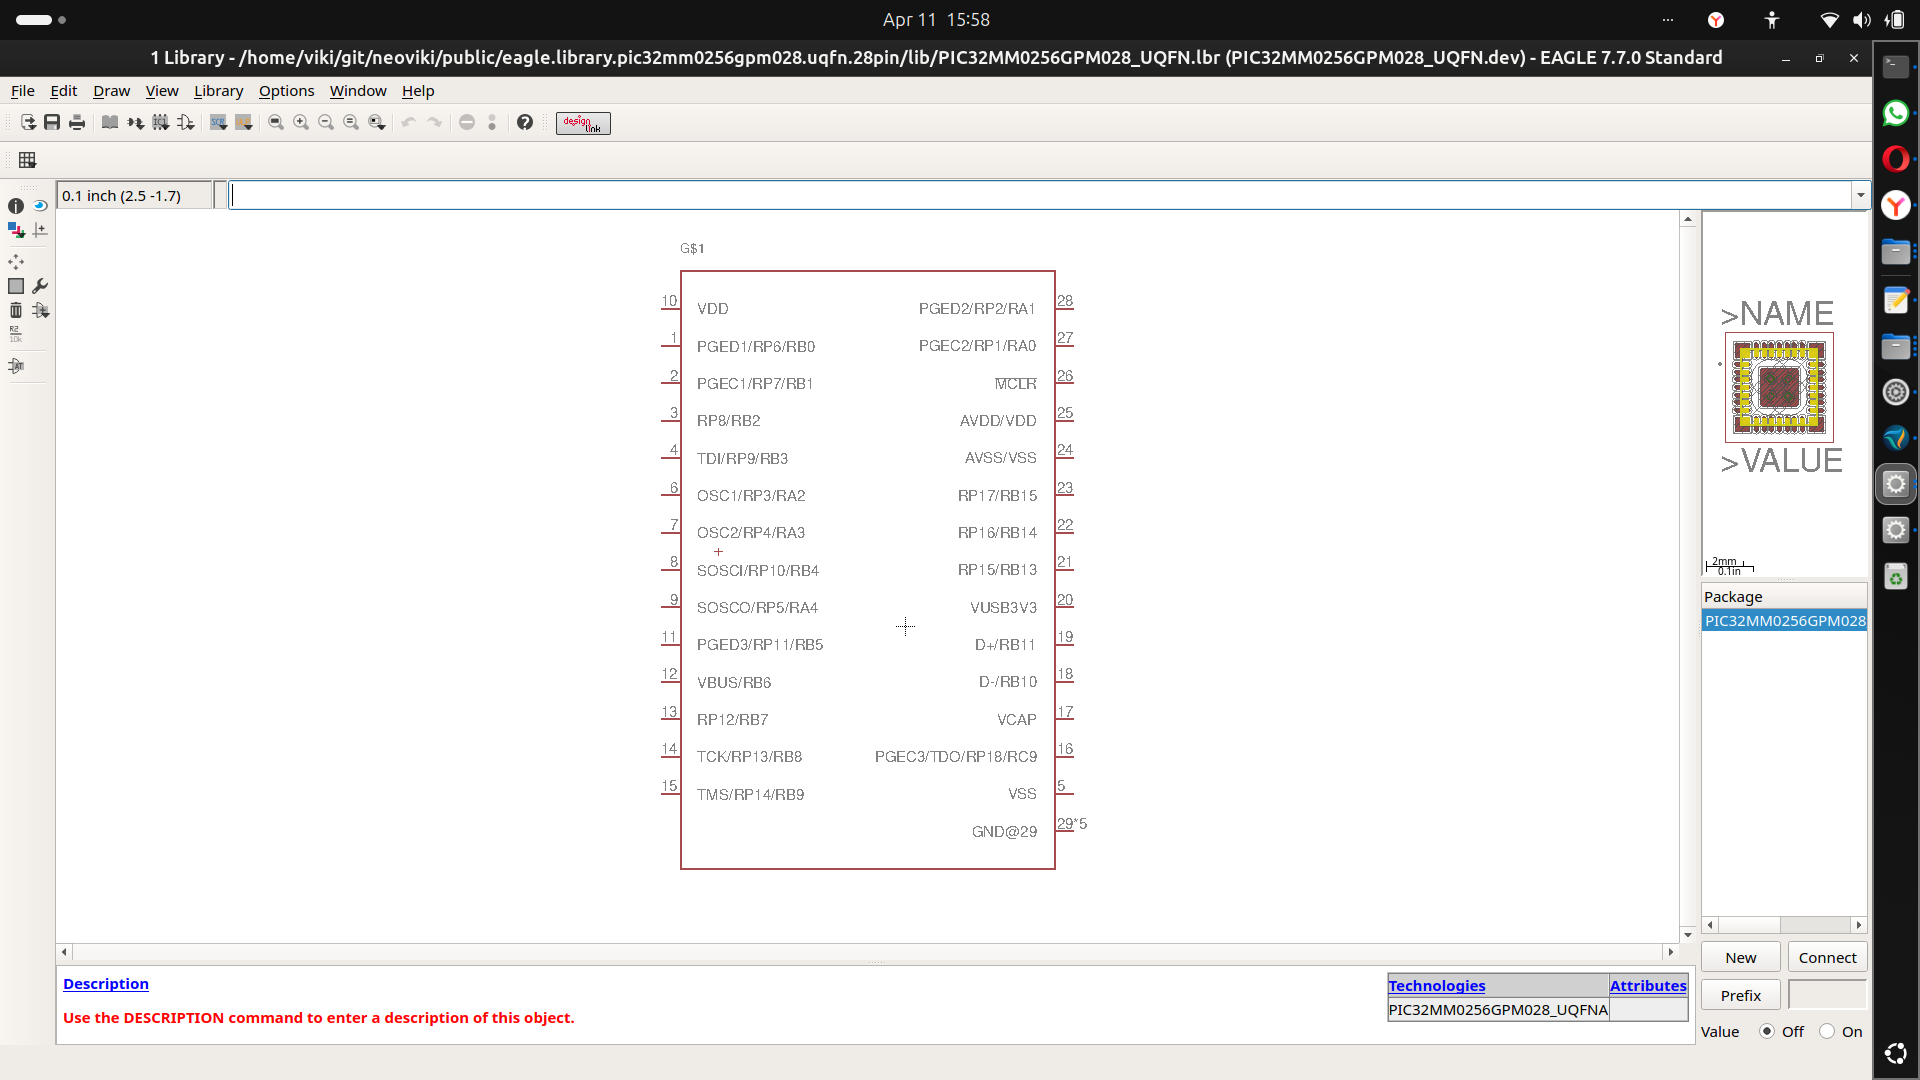 Apr 11 15:58
1 Library - /home/viki/git/neoviki/public/eagle.library.pic32mm0256gpm028.uqfn.28pin/lib/PIC32MM0256GPM028_UQFN.lbr (PIC32MM0256GPM028_UQFN.dev) - EAGLE 7.7.0 Standard
File Edit Draw View Library Options Window Help
design link
0.1 inch (2.5 -1.7)
G$1
10 VDD PGED2/RP2/RA1 28
1 PGED1/RP6/RB0 PGEC2/RP1/RA0 27
2 PGEC1/RP7/RB1 MCLR 26
3 RP8/RB2 AVDD/VDD 25
4 TDI/RP9/RB3 AVSS/VSS 24
6 OSC1/RP3/RA2 RP17/RB15 23
7 OSC2/RP4/RA3 RP16/RB14 22
8 SOSCI/RP10/RB4 RP15/RB13 21
9 SOSCO/RP5/RA4 VUSB3V3 20
11 PGED3/RP11/RB5 D+/RB11 19
12 VBUS/RB6 D-/RB10 18
13 RP12/RB7 VCAP 17
14 TCK/RP13/RB8 PGEC3/TDO/RP18/RC9 16
15 TMS/RP14/RB9 VSS 5
GND@29 29*5
>NAME
>VALUE
2mm
0.1in
Package
PIC32MM0256GPM028
New Connect
Prefix
Value Off On
Description
Use the DESCRIPTION command to enter a description of this object.
Technologies Attributes
PIC32MM0256GPM028_UQFNA